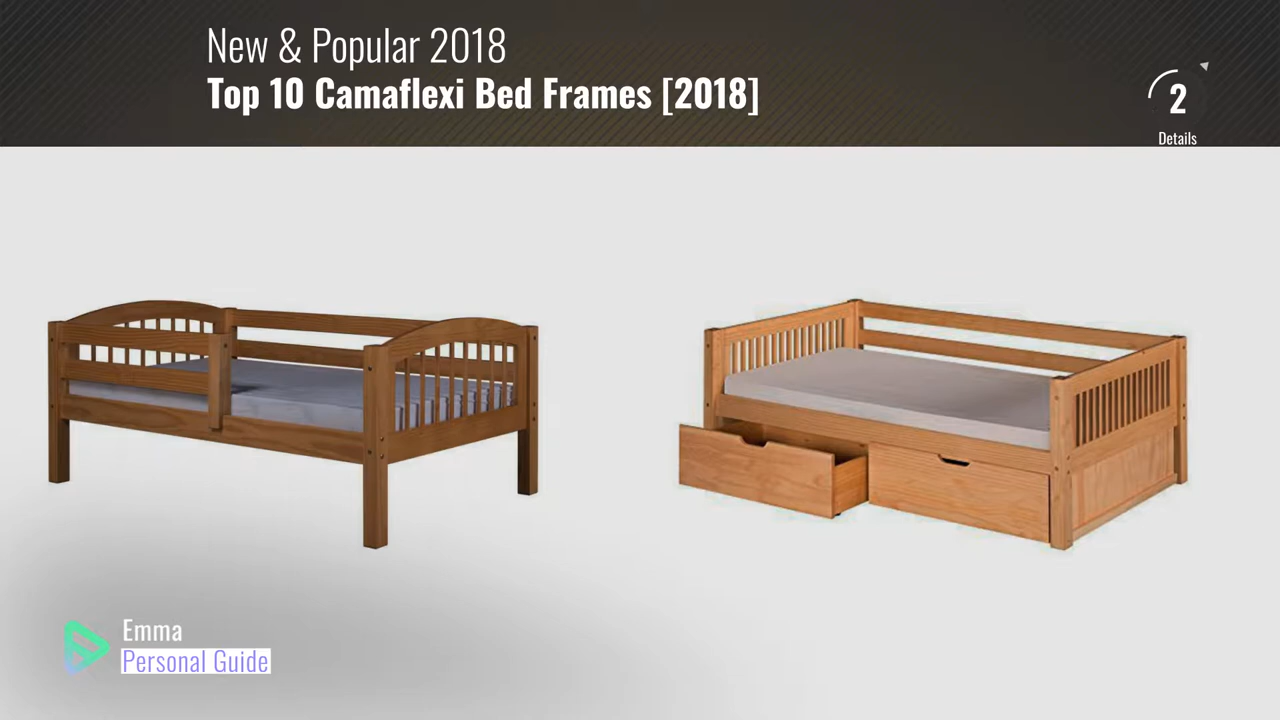 New & Popular 2018
Top 10 Camaflexi Bed Frames [2018]
2
Details
Emma
Personal Guide